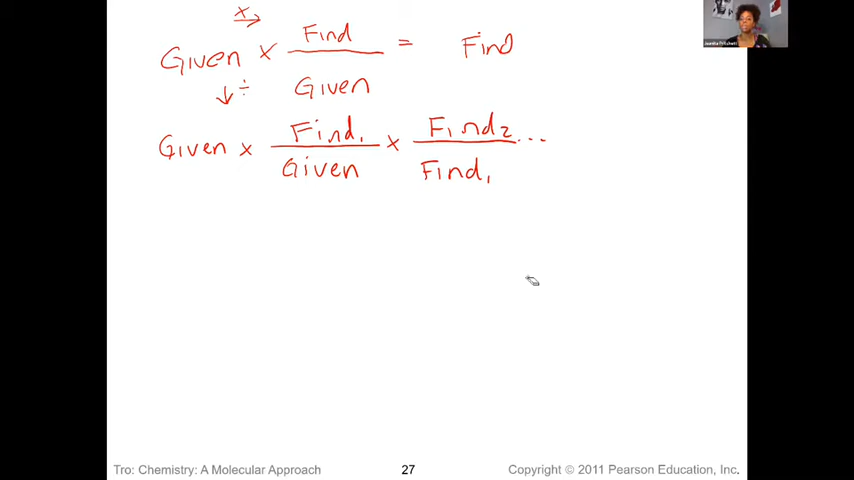 x →
Given × Find / Given = Find
↓ ÷
Given × Find₁ / Given × Find₂ / Find₁ ...
Tro: Chemistry: A Molecular Approach 27 Copyright © 2011 Pearson Education, Inc.